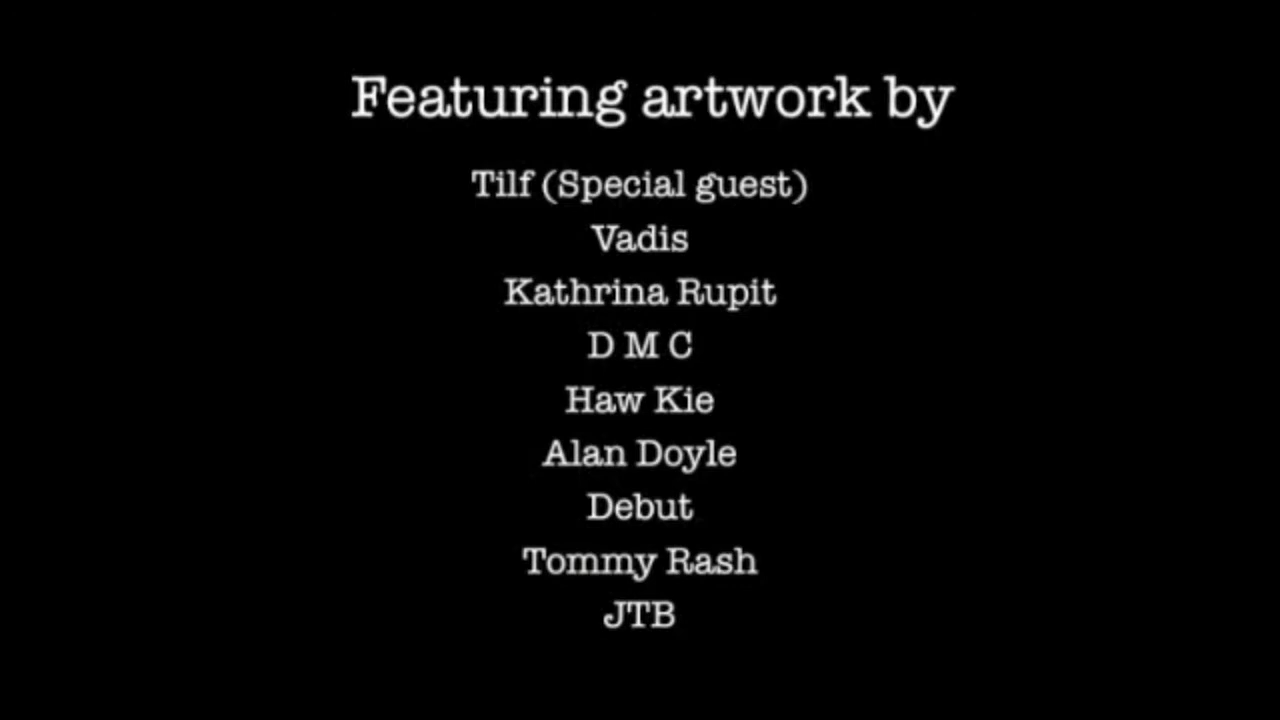 Featuring artwork by
Tilf (Special guest)
Vadis
Kathrina Rupit
D M C
Haw Kie
Alan Doyle
Debut
Tommy Rash
JTB